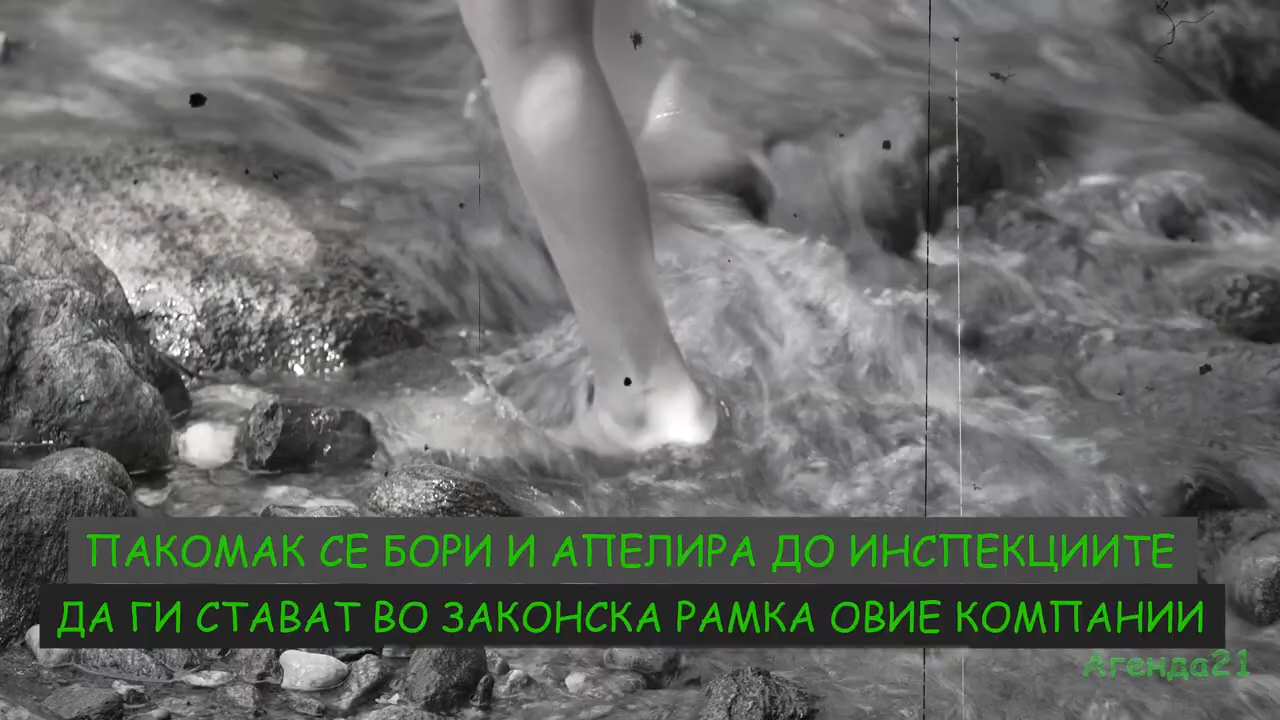 ПАКОМАК СЕ БОРИ И АПЕЛИРА ДО ИНСПЕКЦИИТЕ
ДА ГИ СТАВАТ ВО ЗАКОНСКА РАМКА ОВИЕ КОМПАНИИ
Агенда21